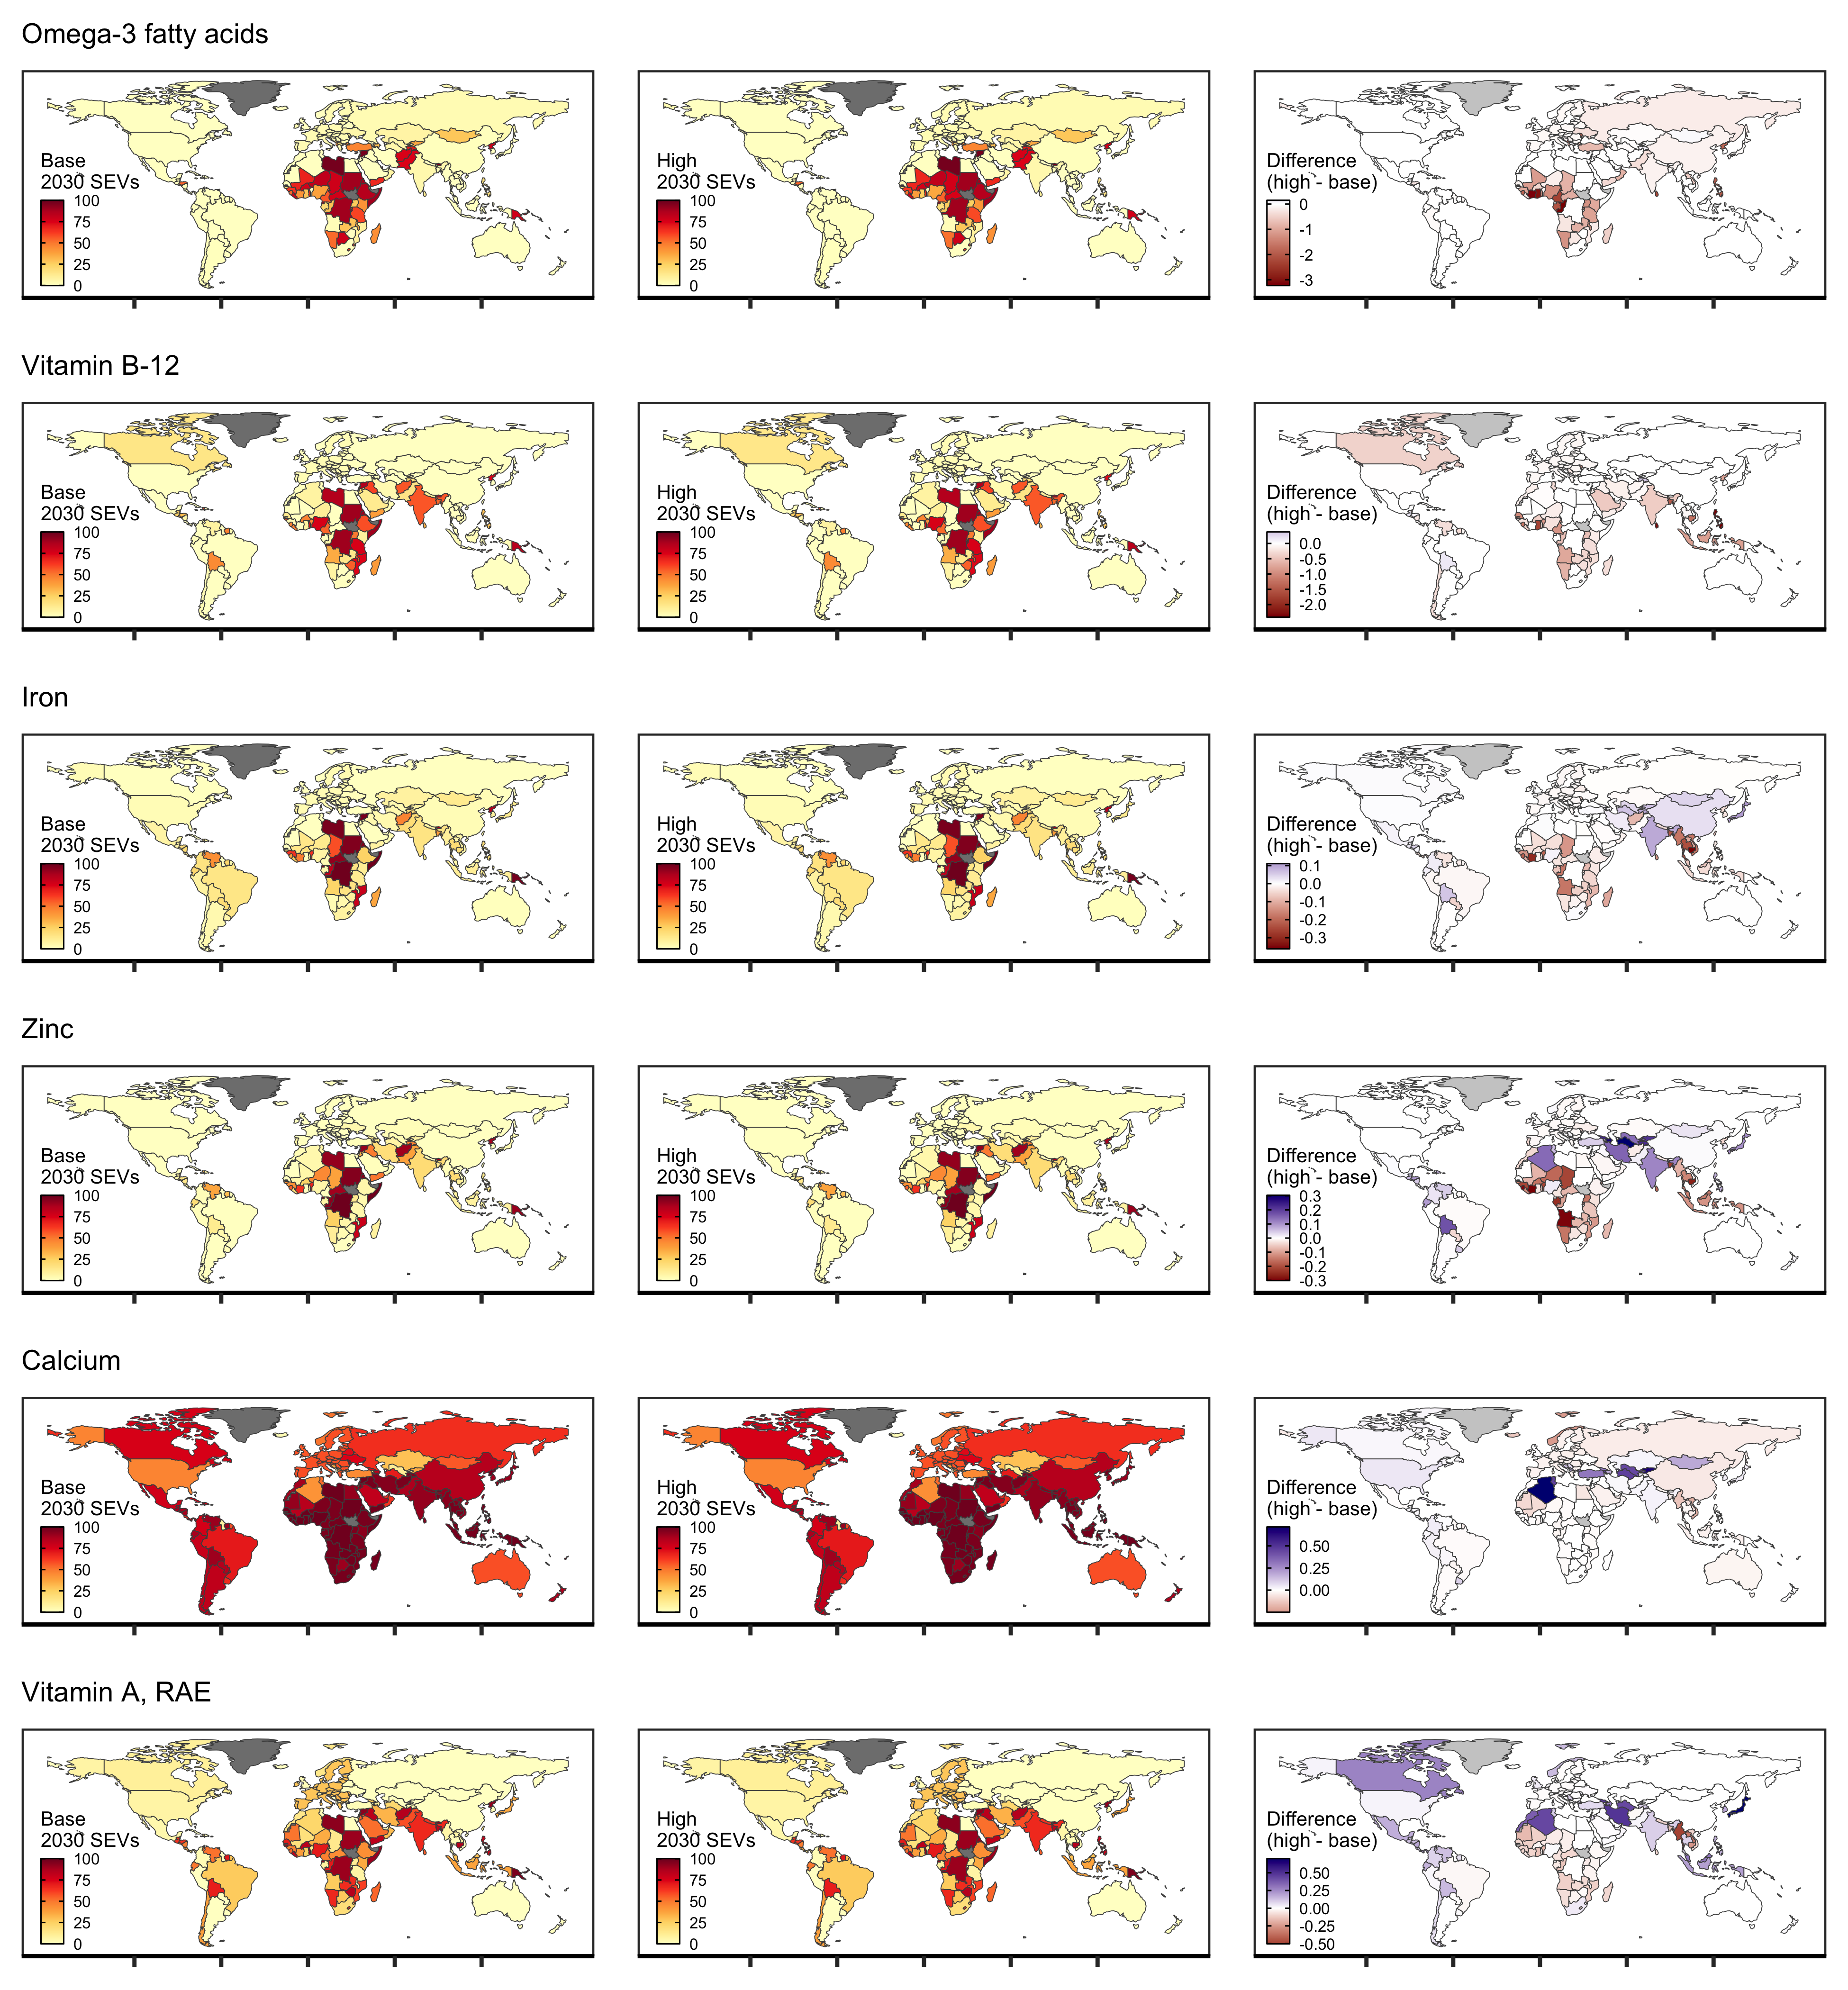 Omega-3 fatty acids
Base
2030 SEVs
100
75
50
25
0
High
2030 SEVs
100
75
50
25
0
Difference
(high - base)
0
-1
-2
-3
Vitamin B-12
Base
2030 SEVs
100
75
50
25
0
High
2030 SEVs
100
75
50
25
0
Difference
(high - base)
0.0
-0.5
-1.0
-1.5
-2.0
Iron
Base
2030 SEVs
100
75
50
25
0
High
2030 SEVs
100
75
50
25
0
Difference
(high - base)
0.1
0.0
-0.1
-0.2
-0.3
Zinc
Base
2030 SEVs
100
75
50
25
0
High
2030 SEVs
100
75
50
25
0
Difference
(high - base)
0.3
0.2
0.1
0.0
-0.1
-0.2
-0.3
Calcium
Base
2030 SEVs
100
75
50
25
0
High
2030 SEVs
100
75
50
25
0
Difference
(high - base)
0.50
0.25
0.00
Vitamin A, RAE
Base
2030 SEVs
100
75
50
25
0
High
2030 SEVs
100
75
50
25
0
Difference
(high - base)
0.50
0.25
0.00
-0.25
-0.50